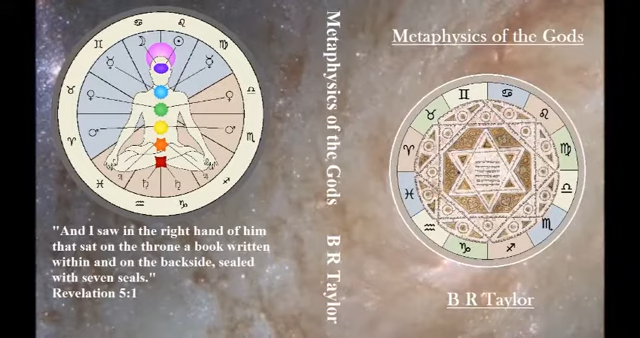 "And I saw in the right hand of him
that sat on the throne a book written
within and on the backside, sealed
with seven seals."
Revelation 5:1
Metaphysics of the Gods B R Taylor
Metaphysics of the Gods
B R Taylor